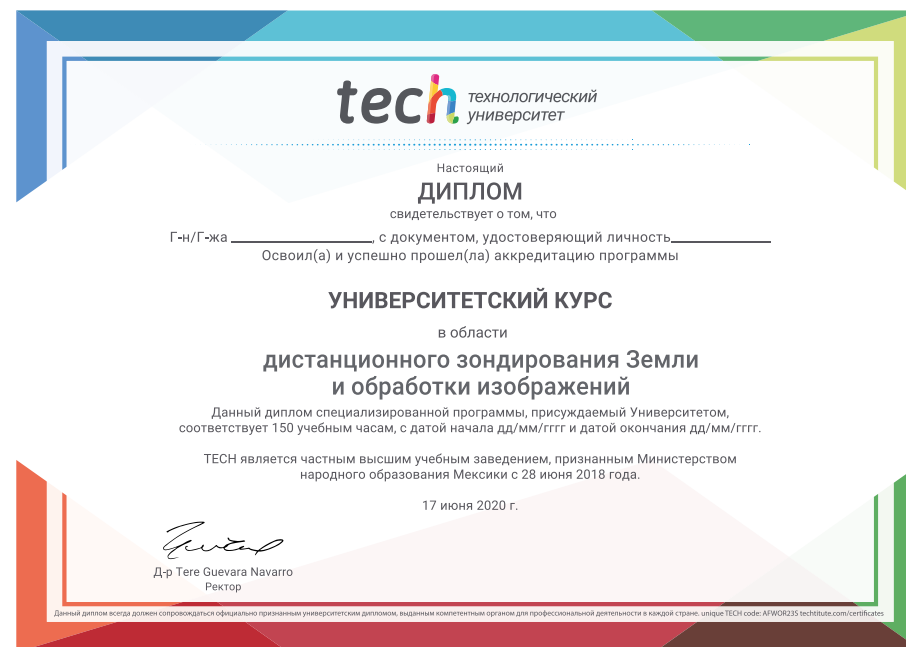 tech технологический
университет
Настоящий
ДИПЛОМ
свидетельствует о том, что
Г-н/Г-жа ____________________, с документом, удостоверяющий личность______________
Освоил(а) и успешно прошел(ла) аккредитацию программы
УНИВЕРСИТЕТСКИЙ КУРС
в области
дистанционного зондирования Земли
и обработки изображений
Данный диплом специализированной программы, присуждаемый Университетом,
соответствует 150 учебным часам, с датой начала дд/мм/гггг и датой окончания дд/мм/гггг.
TECH является частным высшим учебным заведением, признанным Министерством
народного образования Мексики с 28 июня 2018 года.
17 июня 2020 г.
Д-р Tere Guevara Navarro
Ректор
Данный диплом всегда должен сопровождаться официально признанным университетским дипломом, выданным компетентным органом для профессиональной деятельности в каждой стране. unique TECH code: AFWOR23S techtitute.com/certificates